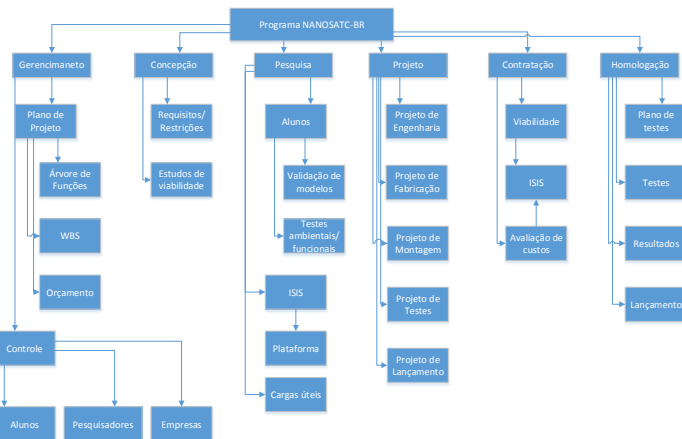 Programa NANOSATC-BR
Gerencimaneto
Concepção
Pesquisa
Projeto
Contratação
Homologação
Plano de
Projeto
Requisitos/
Restrições
Alunos
Projeto de
Engenharia
Viabilidade
Plano de
testes
Árvore de
Funções
Estudos de
viabilidade
Validação de
modelos
Projeto de
Fabricação
ISIS
Testes
WBS
Testes
ambientais/
funcionais
Projeto de
Montagem
Avaliação de
custos
Resultados
Orçamento
ISIS
Projeto de
Testes
Lançamento
Controle
Plataforma
Projeto de
Lançamento
Cargas úteis
Alunos
Pesquisadores
Empresas